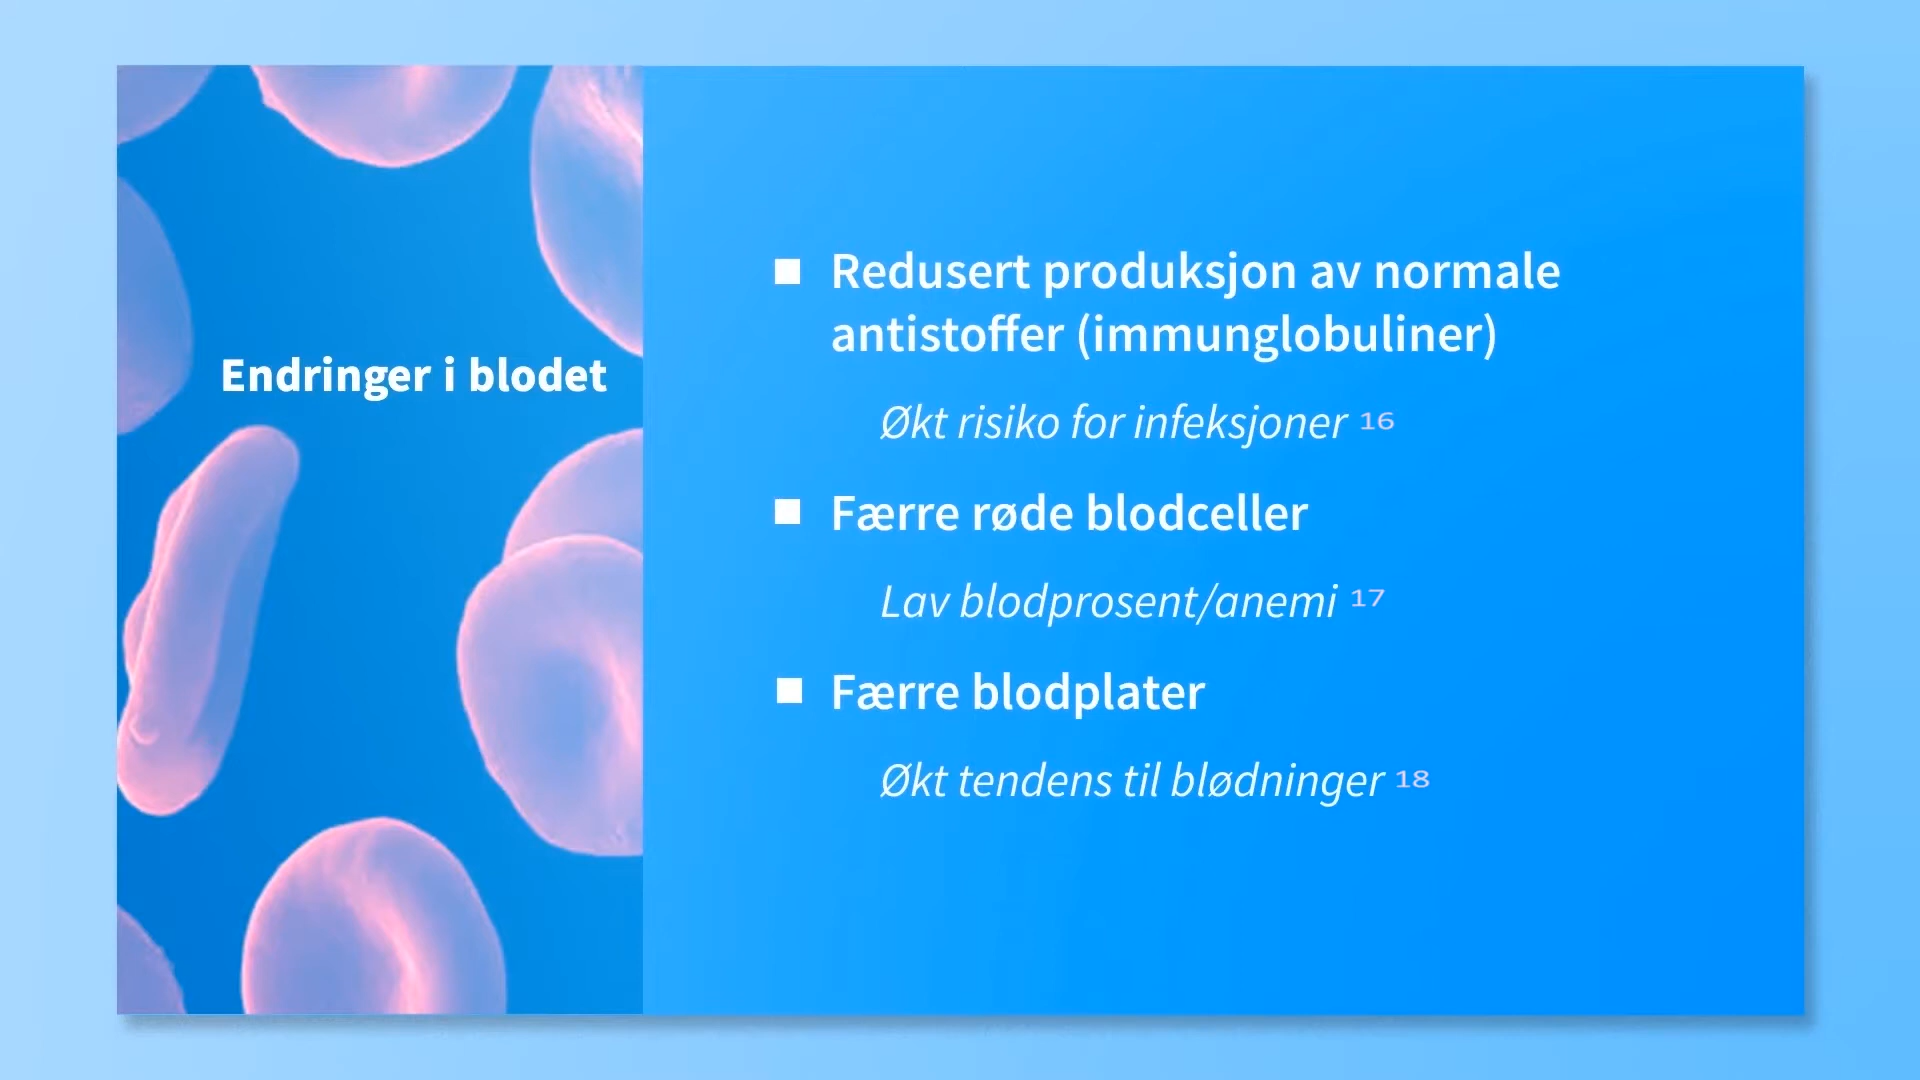 Endringer i blodet
■ Redusert produksjon av normale
antistoffer (immunglobuliner)
Økt risiko for infeksjoner 16
■ Færre røde blodceller
Lav blodprosent/anemi 17
■ Færre blodplater
Økt tendens til blødninger 18